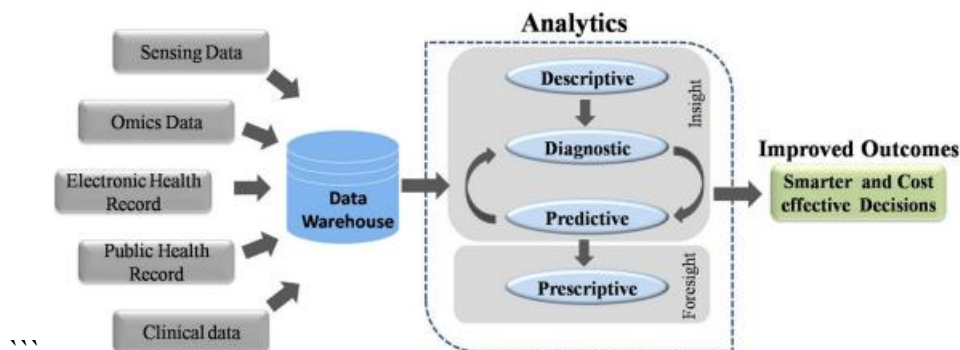 Analytics
Sensing Data
Omics Data
Electronic Health
Record
Public Health
Record
Clinical data
Data
Warehouse
Descriptive
Diagnostic
Predictive
Insight
Prescriptive
Foresight
Improved Outcomes
Smarter and Cost
effective Decisions
```